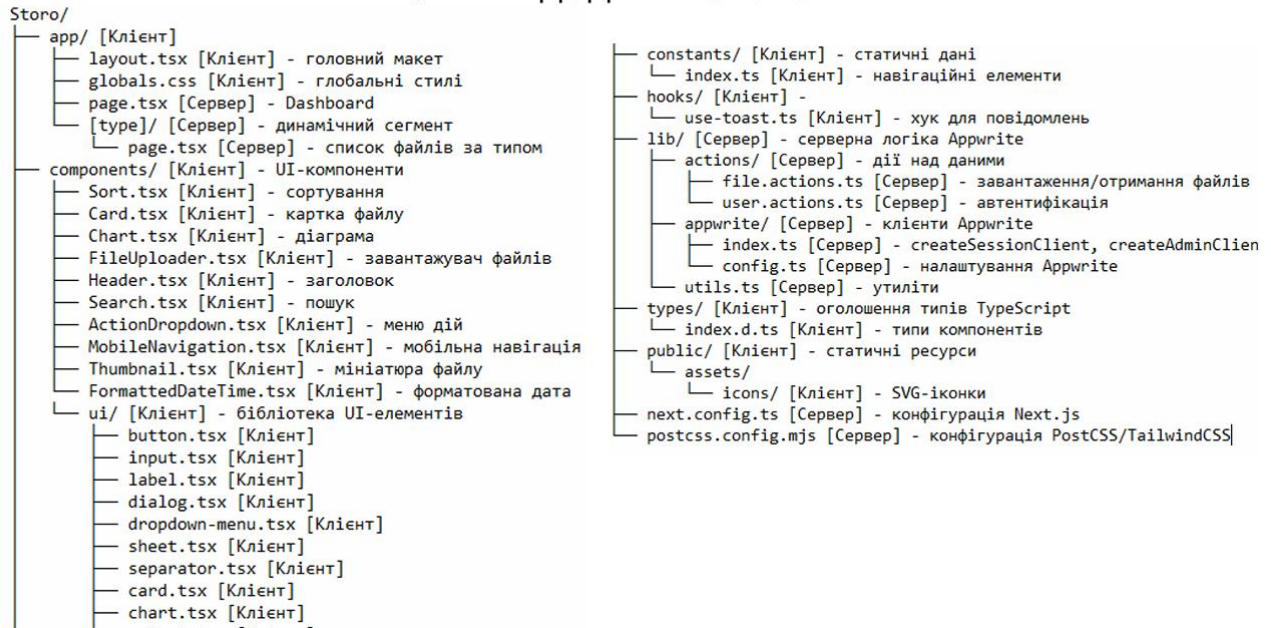 Storo/
├── app/ [Клієнт]
│   ├── layout.tsx [Клієнт] - головний макет
│   ├── globals.css [Клієнт] - глобальні стилі
│   ├── page.tsx [Сервер] - Dashboard
│   └── [type]/ [Сервер] - динамічний сегмент
│       └── page.tsx [Сервер] - список файлів за типом
├── components/ [Клієнт] - UI-компоненти
│   ├── Sort.tsx [Клієнт] - сортування
│   ├── Card.tsx [Клієнт] - картка файлу
│   ├── Chart.tsx [Клієнт] - діаграма
│   ├── FileUploader.tsx [Клієнт] - завантажувач файлів
│   ├── Header.tsx [Клієнт] - заголовок
│   ├── Search.tsx [Клієнт] - пошук
│   ├── ActionDropdown.tsx [Клієнт] - меню дій
│   ├── MobileNavigation.tsx [Клієнт] - мобільна навігація
│   ├── Thumbnail.tsx [Клієнт] - мініатюра файлу
│   └── FormattedDateTime.tsx [Клієнт] - форматована дата
│   └── ui/ [Клієнт] - бібліотека UI-елементів
│       ├── button.tsx [Клієнт]
│       ├── input.tsx [Клієнт]
│       ├── label.tsx [Клієнт]
│       ├── dialog.tsx [Клієнт]
│       ├── dropdown-menu.tsx [Клієнт]
│       ├── sheet.tsx [Клієнт]
│       ├── separator.tsx [Клієнт]
│       ├── card.tsx [Клієнт]
│       ├── chart.tsx [Клієнт]
├── constants/ [Клієнт] - статичні дані
│   └── index.ts [Клієнт] - навігаційні елементи
├── hooks/ [Клієнт] -
│   └── use-toast.ts [Клієнт] - хук для повідомлень
├── lib/ [Сервер] - серверна логіка Appwrite
│   ├── actions/ [Сервер] - дії над даними
│   │   ├── file.actions.ts [Сервер] - завантаження/отримання файлів
│   │   └── user.actions.ts [Сервер] - автентифікація
│   ├── appwrite/ [Сервер] - клієнти Appwrite
│   │   ├── index.ts [Сервер] - createSessionClient, createAdminClien
│   │   └── config.ts [Сервер] - налаштування Appwrite
│   └── utils.ts [Сервер] - утиліти
├── types/ [Клієнт] - оголошення типів TypeScript
│   └── index.d.ts [Клієнт] - типи компонентів
├── public/ [Клієнт] - статичні ресурси
│   └── assets/
│       └── icons/ [Клієнт] - SVG-іконки
├── next.config.ts [Сервер] - конфігурація Next.js
└── postcss.config.mjs [Сервер] - конфігурація PostCSS/TailwindCSS